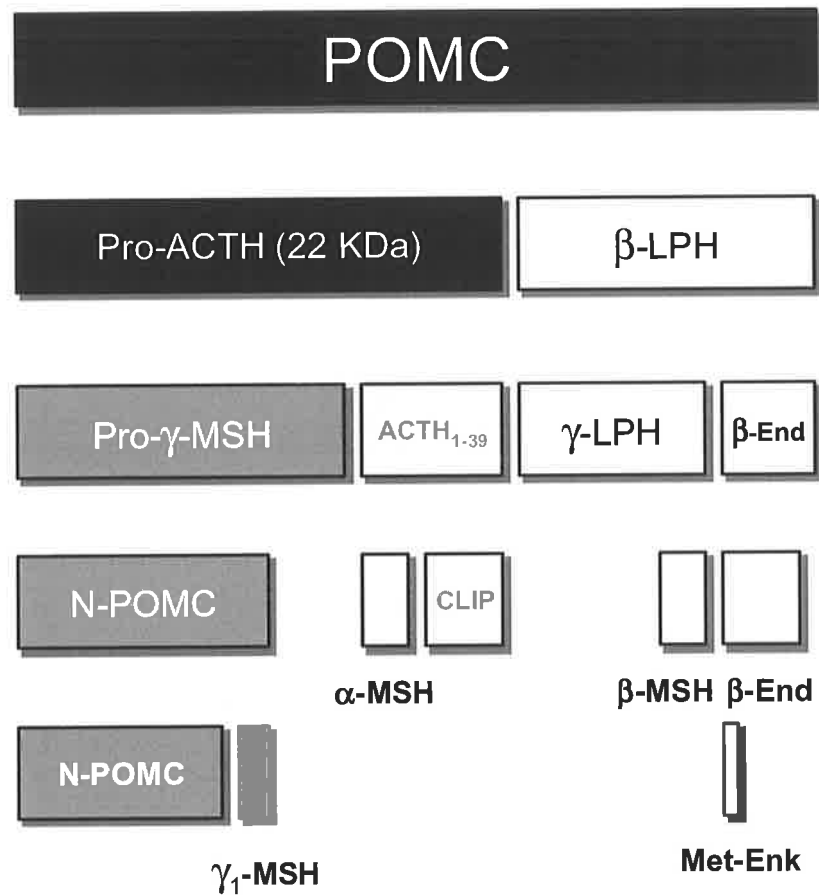 POMC
Pro-ACTH (22 KDa)
β-LPH
Pro-γ-MSH
ACTH₁₋₃₉
γ-LPH
β-End
N-POMC
CLIP
α-MSH
β-MSH
β-End
N-POMC
γ₁-MSH
Met-Enk